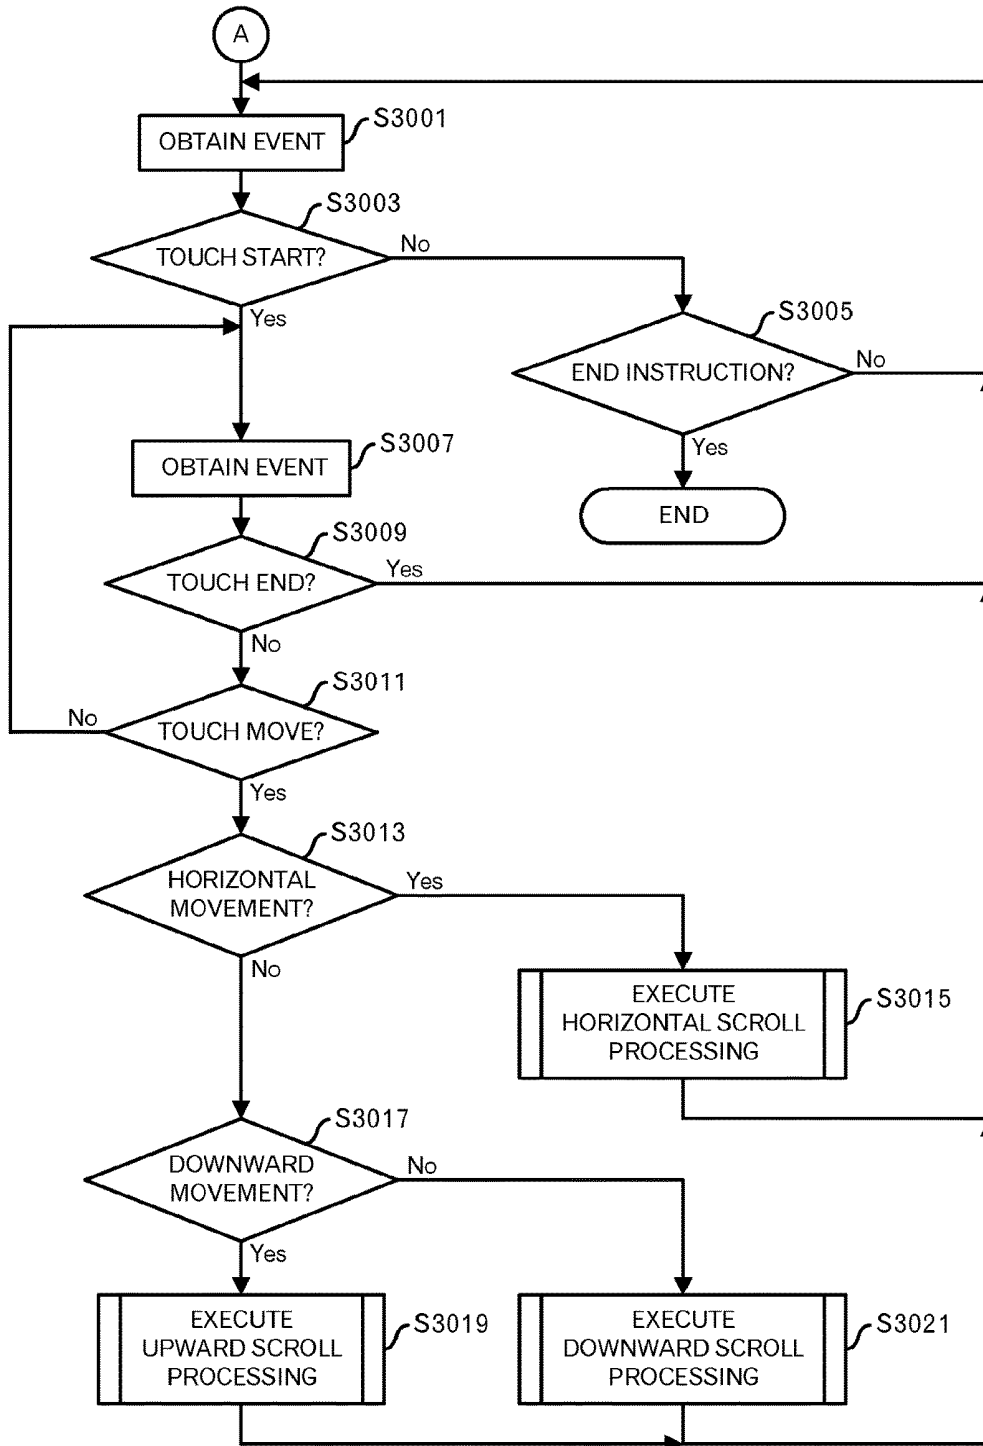 A
S3001
OBTAIN EVENT
S3003
TOUCH START?
No
Yes
S3005
END INSTRUCTION?
No
Yes
END
S3007
OBTAIN EVENT
S3009
TOUCH END?
Yes
No
S3011
TOUCH MOVE?
No
Yes
S3013
HORIZONTAL
MOVEMENT?
Yes
No
S3015
EXECUTE
HORIZONTAL SCROLL
PROCESSING
S3017
DOWNWARD
MOVEMENT?
No
Yes
S3019
EXECUTE
UPWARD SCROLL
PROCESSING
S3021
EXECUTE
DOWNWARD SCROLL
PROCESSING